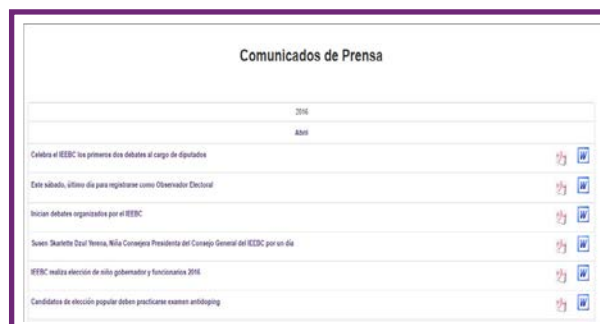 Comunicados de Prensa
2016
Abril
Celebra el IEEBC los primeros dos debates al cargo de diputados
Este sábado, último día para registrarse como Observador Electoral
Inician debates organizados por el IEEBC
Susen Skarlette Dzul Yerena, Niña Consejera Presidenta del Consejo General del IEEBC por un día
IEEBC realiza elección de niño gobernador y funcionarios 2016
Candidatos de elección popular deben practicarse examen antidoping